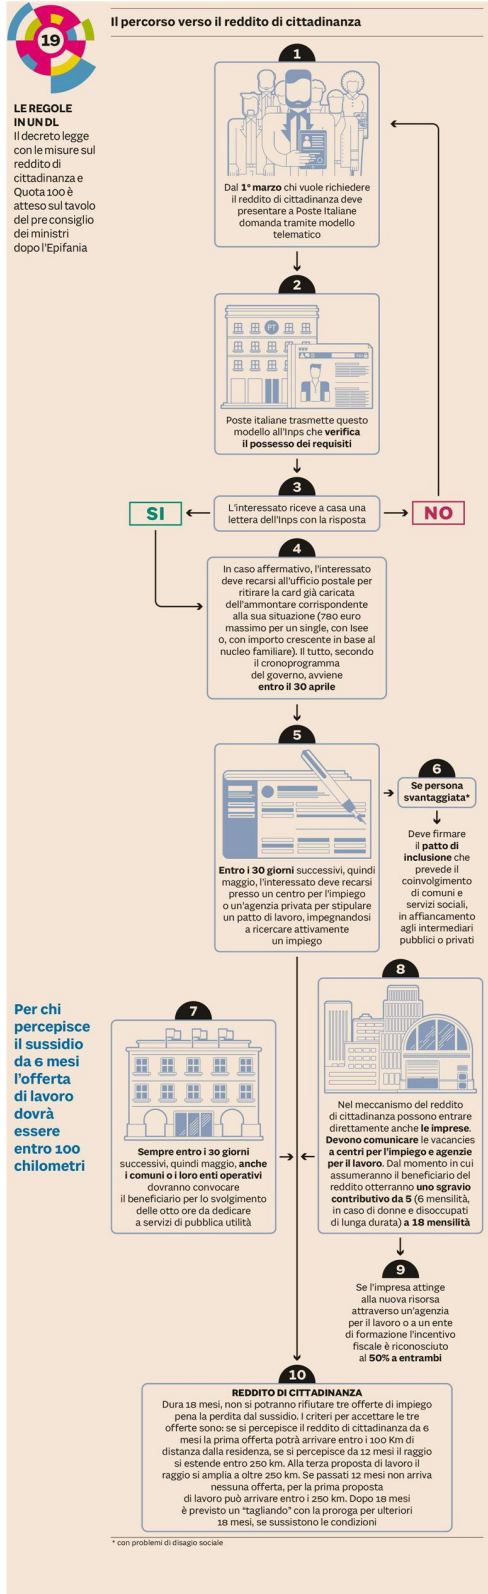 19
LE REGOLE
IN UN DL
Il decreto legge
con le misure sul
reddito di
cittadinanza e
Quota 100 è
atteso sul tavolo
del pre consiglio
dei ministri
dopo l'Epifania
Il percorso verso il reddito di cittadinanza
1
Dal 1° marzo chi vuole richiedere
il reddito di cittadinanza deve
presentare a Poste Italiane
domanda tramite modello
telematico
2
PT
Poste italiane trasmette questo
modello all'Inps che verifica
il possesso dei requisiti
3
L'interessato riceve a casa una
lettera dell'Inps con la risposta
SI
NO
4
In caso affermativo, l'interessato
deve recarsi all'ufficio postale per
ritirare la card già caricata
dell'ammontare corrispondente
alla sua situazione (780 euro
massimo per un single, con Isee
0, con importo crescente in base al
nucleo familiare). Il tutto, secondo
il cronoprogramma
del governo, avviene
entro il 30 aprile
5
Entro i 30 giorni successivi, quindi
maggio, l'interessato deve recarsi
presso un centro per l'impiego
o un'agenzia privata per stipulare
un patto di lavoro, impegnandosi
a ricercare attivamente
un impiego
6
Se persona
svantaggiata*
Deve firmare
il patto di
inclusione che
prevede il
coinvolgimento
di comuni e
servizi sociali,
in affiancamento
agli intermediari
pubblici o privati
Per chi
percepisce
il sussidio
da 6 mesi
l'offerta
di lavoro
dovrà
essere
entro 100
chilometri
7
Sempre entro i 30 giorni
successivi, quindi maggio, anche
i comuni o i loro enti operativi
dovranno convocare
il beneficiario per lo svolgimento
delle otto ore da dedicare
a servizi di pubblica utilità
8
Nel meccanismo del reddito
di cittadinanza possono entrare
direttamente anche le imprese.
Devono comunicare le vacancies
a centri per l'impiego e agenzie
per il lavoro. Dal momento in cui
assumeranno il beneficiario del
reddito otterranno uno sgravio
contributivo da 5 (6 mensilità,
in caso di donne e disoccupati
di lunga durata) a 18 mensilità
9
Se l'impresa attinge
alla nuova risorsa
attraverso un'agenzia
per il lavoro o a un ente
di formazione l'incentivo
fiscale è riconosciuto
al 50% a entrambi
10
REDDITO DI CITTADINANZA
Dura 18 mesi, non si potranno rifiutare tre offerte di impiego
pena la perdita dal sussidio. I criteri per accettare le tre
offerte sono: se si percepisce il reddito di cittadinanza da 6
mesi la prima offerta potrà arrivare entro i 100 Km di
distanza dalla residenza, se si percepisce da 12 mesi il raggio
si estende entro 250 km. Alla terza proposta di lavoro il
raggio si amplia a oltre 250 km. Se passati 12 mesi non arriva
nessuna offerta, per la prima proposta
di lavoro può arrivare entro i 250 km. Dopo 18 mesi
è previsto un "tagliando" con la proroga per ulteriori
18 mesi, se sussistono le condizioni
* con problemi di disagio sociale